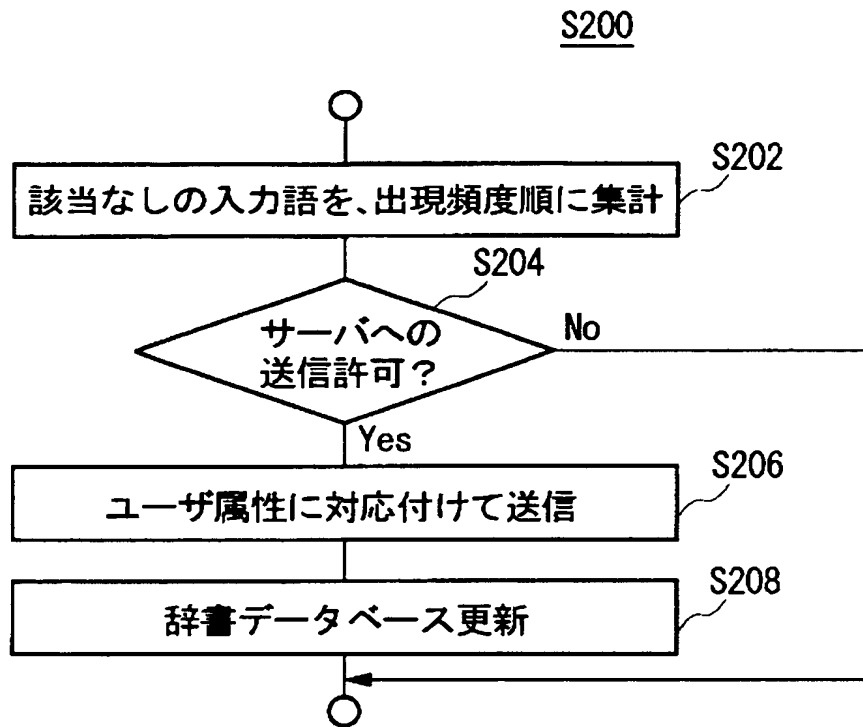 S200
S202
該当なしの入力語を、出現頻度順に集計
S204
サーバへの
送信許可？
No
Yes
S206
ユーザ属性に対応付けて送信
S208
辞書データベース更新